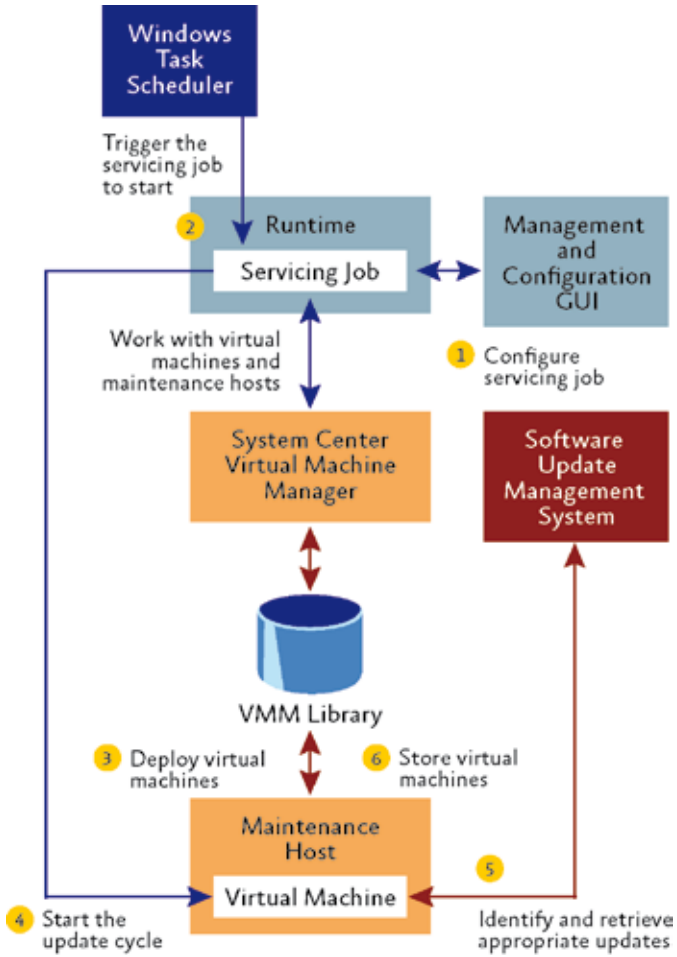 Windows
Task
Scheduler
Trigger the
servicing job
to start
2
Runtime
Servicing Job
Management
and
Configuration
GUI
Work with virtual
machines and
maintenance hosts
1
Configure
servicing job
System Center
Virtual Machine
Manager
Software
Update
Management
System
VMM Library
3
Deploy virtual
machines
6
Store virtual
machines
Maintenance
Host
Virtual Machine
4
Start the
update cycle
5
Identify and retrieve
appropriate updates